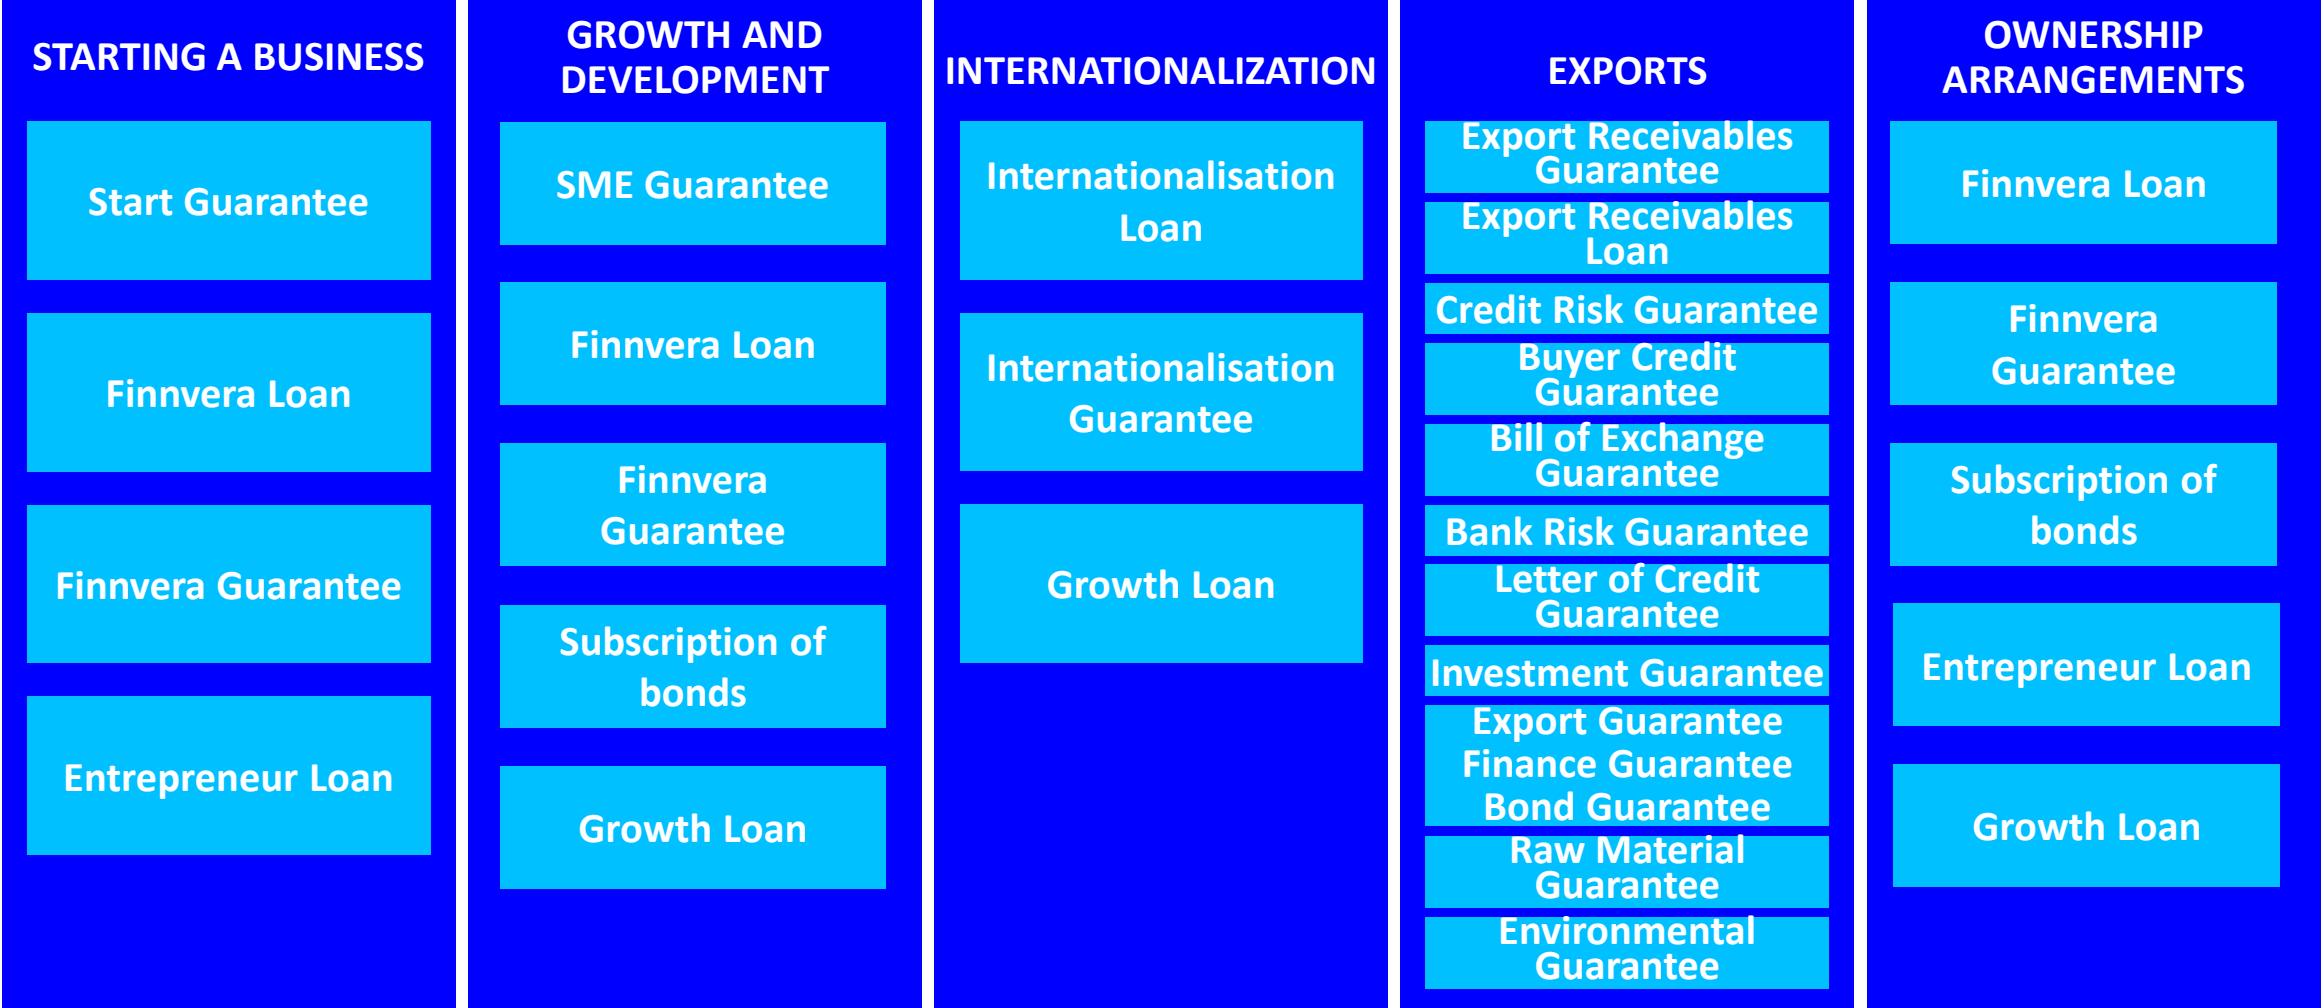 STARTING A BUSINESS
Start Guarantee
Finnvera Loan
Finnvera Guarantee
Entrepreneur Loan
GROWTH AND
DEVELOPMENT
SME Guarantee
Finnvera Loan
Finnvera
Guarantee
Subscription of
bonds
Growth Loan
INTERNATIONALIZATION
Internationalisation
Loan
Internationalisation
Guarantee
Growth Loan
EXPORTS
Export Receivables
Guarantee
Export Receivables
Loan
Credit Risk Guarantee
Buyer Credit
Guarantee
Bill of Exchange
Guarantee
Bank Risk Guarantee
Letter of Credit
Guarantee
Investment Guarantee
Export Guarantee
Finance Guarantee
Bond Guarantee
Raw Material
Guarantee
Environmental
Guarantee
OWNERSHIP
ARRANGEMENTS
Finnvera Loan
Finnvera
Guarantee
Subscription of
bonds
Entrepreneur Loan
Growth Loan